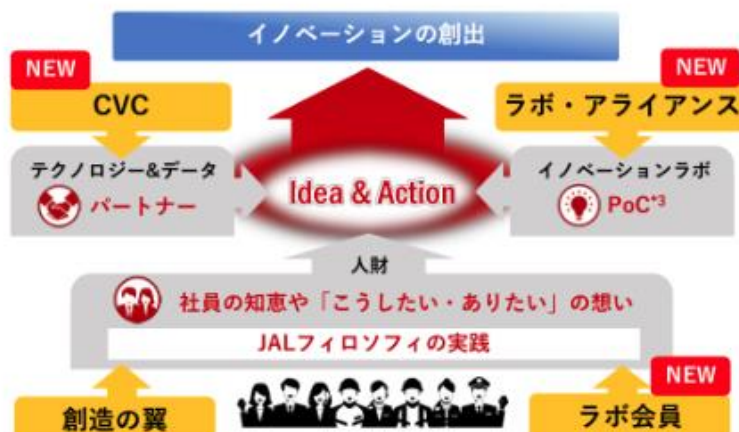 イノベーションの創出
NEW
CVC
NEW
ラボ・アライアンス
テクノロジー&データ
パートナー
Idea & Action
イノベーションラボ
PoC*3
人財
社員の知恵や「こうしたい・ありたい」の想い
JALフィロソフィの実践
創造の翼
NEW
ラボ会員